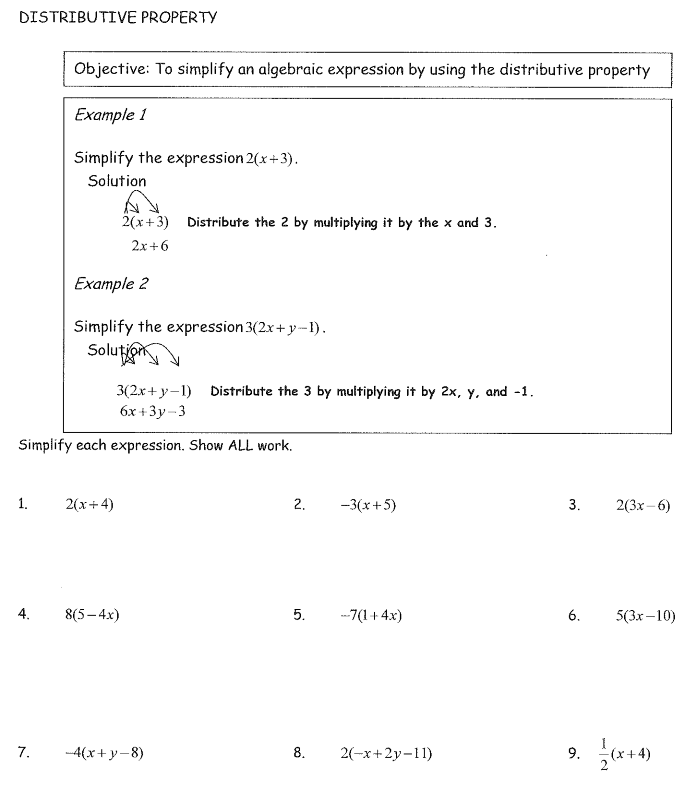 DISTRIBUTIVE PROPERTY
Objective: To simplify an algebraic expression by using the distributive property
Example 1
Simplify the expression 2(x+3).
Solution
2(x+3) Distribute the 2 by multiplying it by the x and 3.
2x+6
Example 2
Simplify the expression 3(2x+y−1).
Solution
3(2x+y−1) Distribute the 3 by multiplying it by 2x, y, and -1.
6x+3y−3
Simplify each expression. Show ALL work.
1. 2(x+4) 2. −3(x+5) 3. 2(3x−6)
4. 8(5−4x) 5. −7(1+4x) 6. 5(3x−10)
7. −4(x+y−8) 8. 2(−x+2y−11) 9. 1/2(x+4)